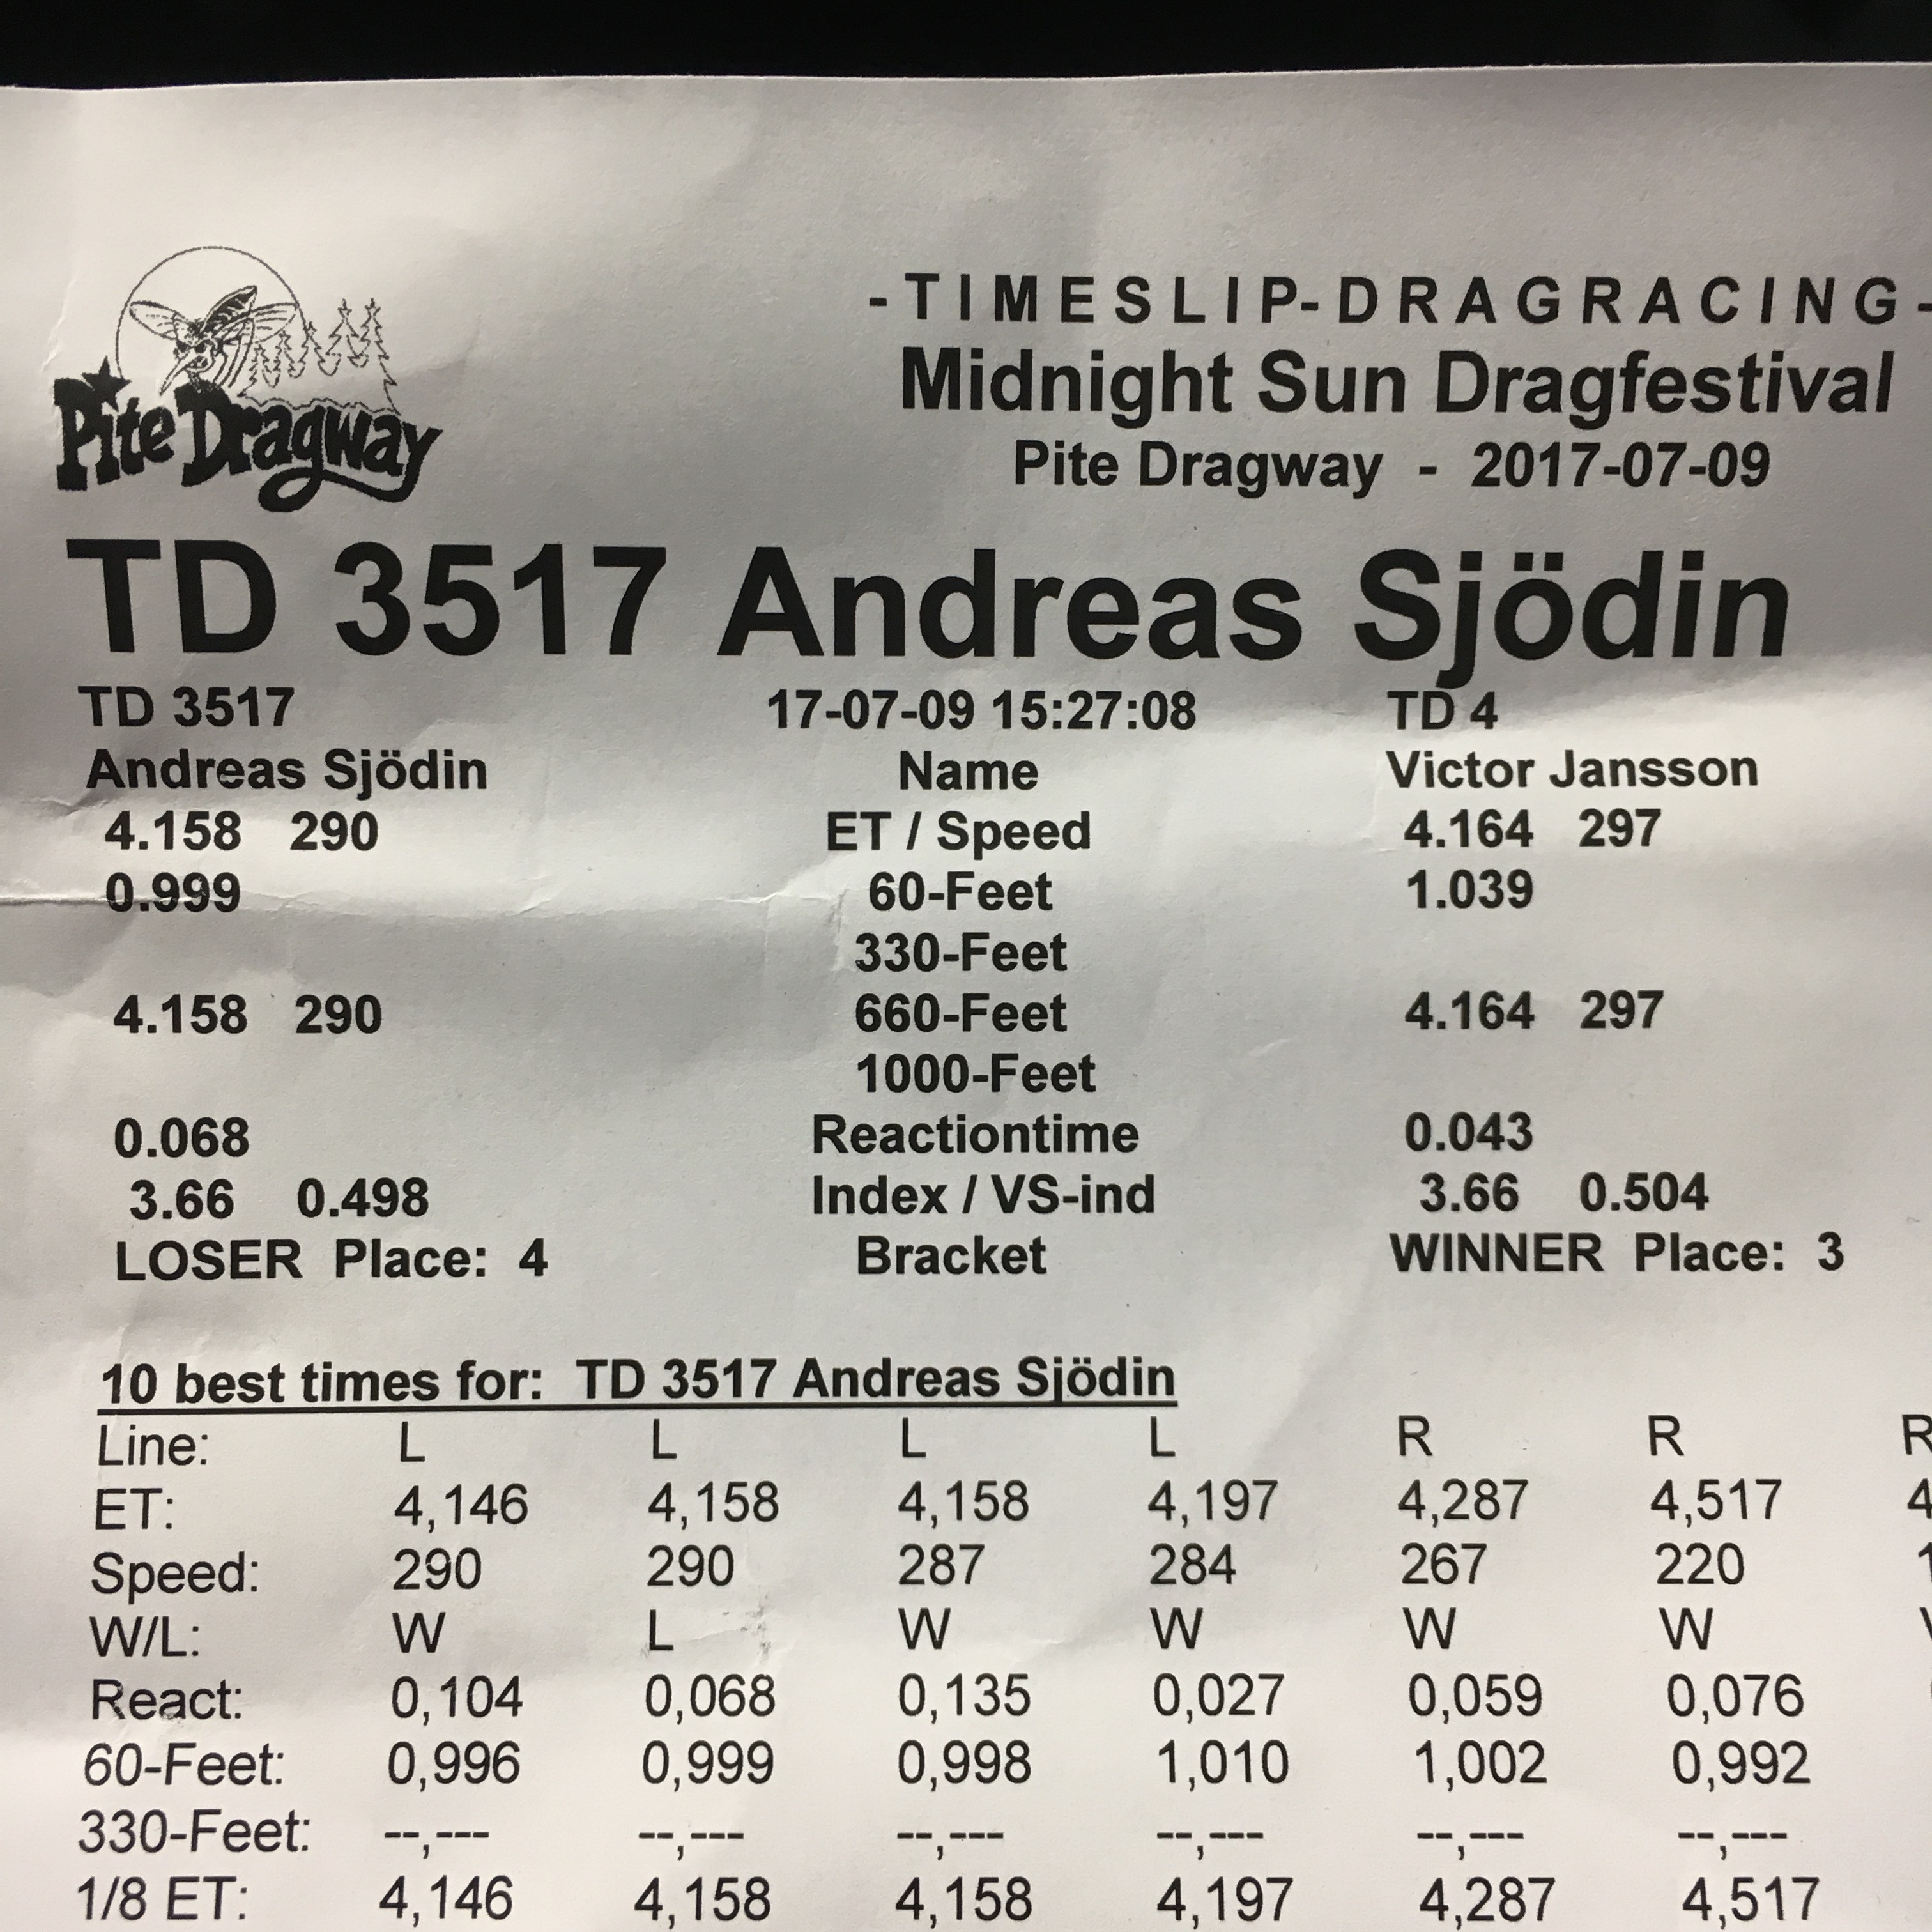 Pite Dragway
-TIMESLIP-DRAGRACING-
Midnight Sun Dragfestival
Pite Dragway - 2017-07-09
TD 3517 Andreas Sjödin
TD 3517 17-07-09 15:27:08 TD 4
Andreas Sjödin Name Victor Jansson
4.158 290 ET / Speed 4.164 297
0.999 60-Feet 1.039
330-Feet
4.158 290 660-Feet 4.164 297
1000-Feet
0.068 Reactiontime 0.043
3.66 0.498 Index / VS-ind 3.66 0.504
LOSER Place: 4 Bracket WINNER Place: 3
10 best times for: TD 3517 Andreas Sjödin
Line: L L L L R R R
ET: 4,146 4,158 4,158 4,197 4,287 4,517 4
Speed: 290 290 287 284 267 220 1
W/L: W L W W W W
React: 0,104 0,068 0,135 0,027 0,059 0,076
60-Feet: 0,996 0,999 0,998 1,010 1,002 0,992
330-Feet: --,--- --,--- --,--- --,--- --,--- --,---
1/8 ET: 4,146 4,158 4,158 4,197 4,287 4,517